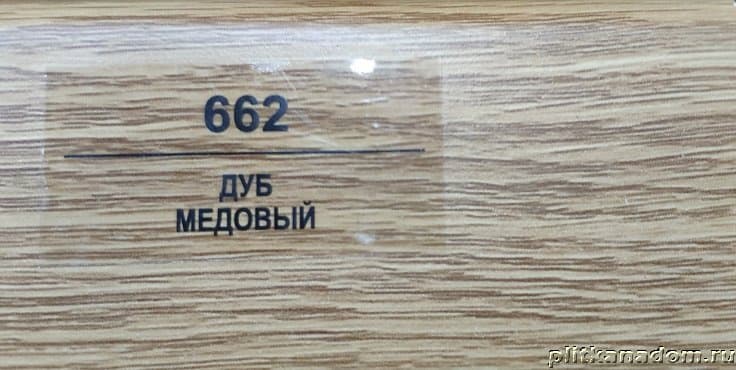 662
ДУБ
МЕДОВЫЙ
plitkanadom.ru